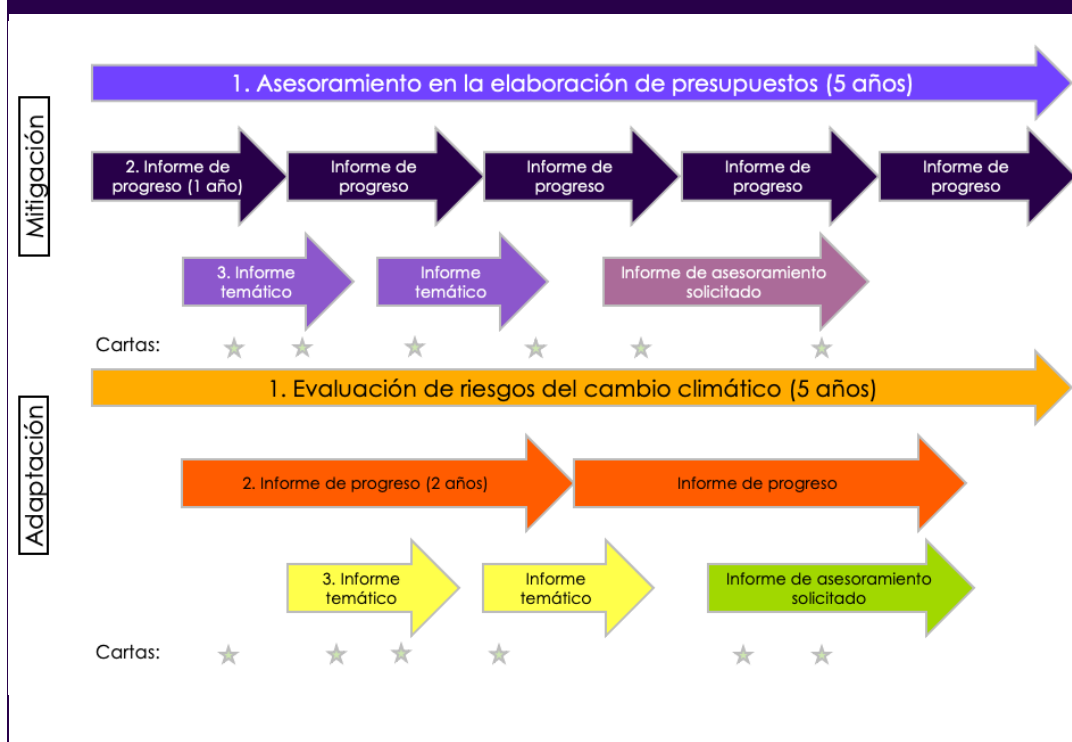 Mitigación
1. Asesoramiento en la elaboración de presupuestos (5 años)
2. Informe de
progreso (1 año)
Informe de
progreso
Informe de
progreso
Informe de
progreso
Informe de
progreso
3. Informe
temático
Informe
temático
Informe de asesoramiento
solicitado
Cartas:
Adaptación
1. Evaluación de riesgos del cambio climático (5 años)
2. Informe de progreso (2 años)
Informe de progreso
3. Informe
temático
Informe
temático
Informe de asesoramiento
solicitado
Cartas: